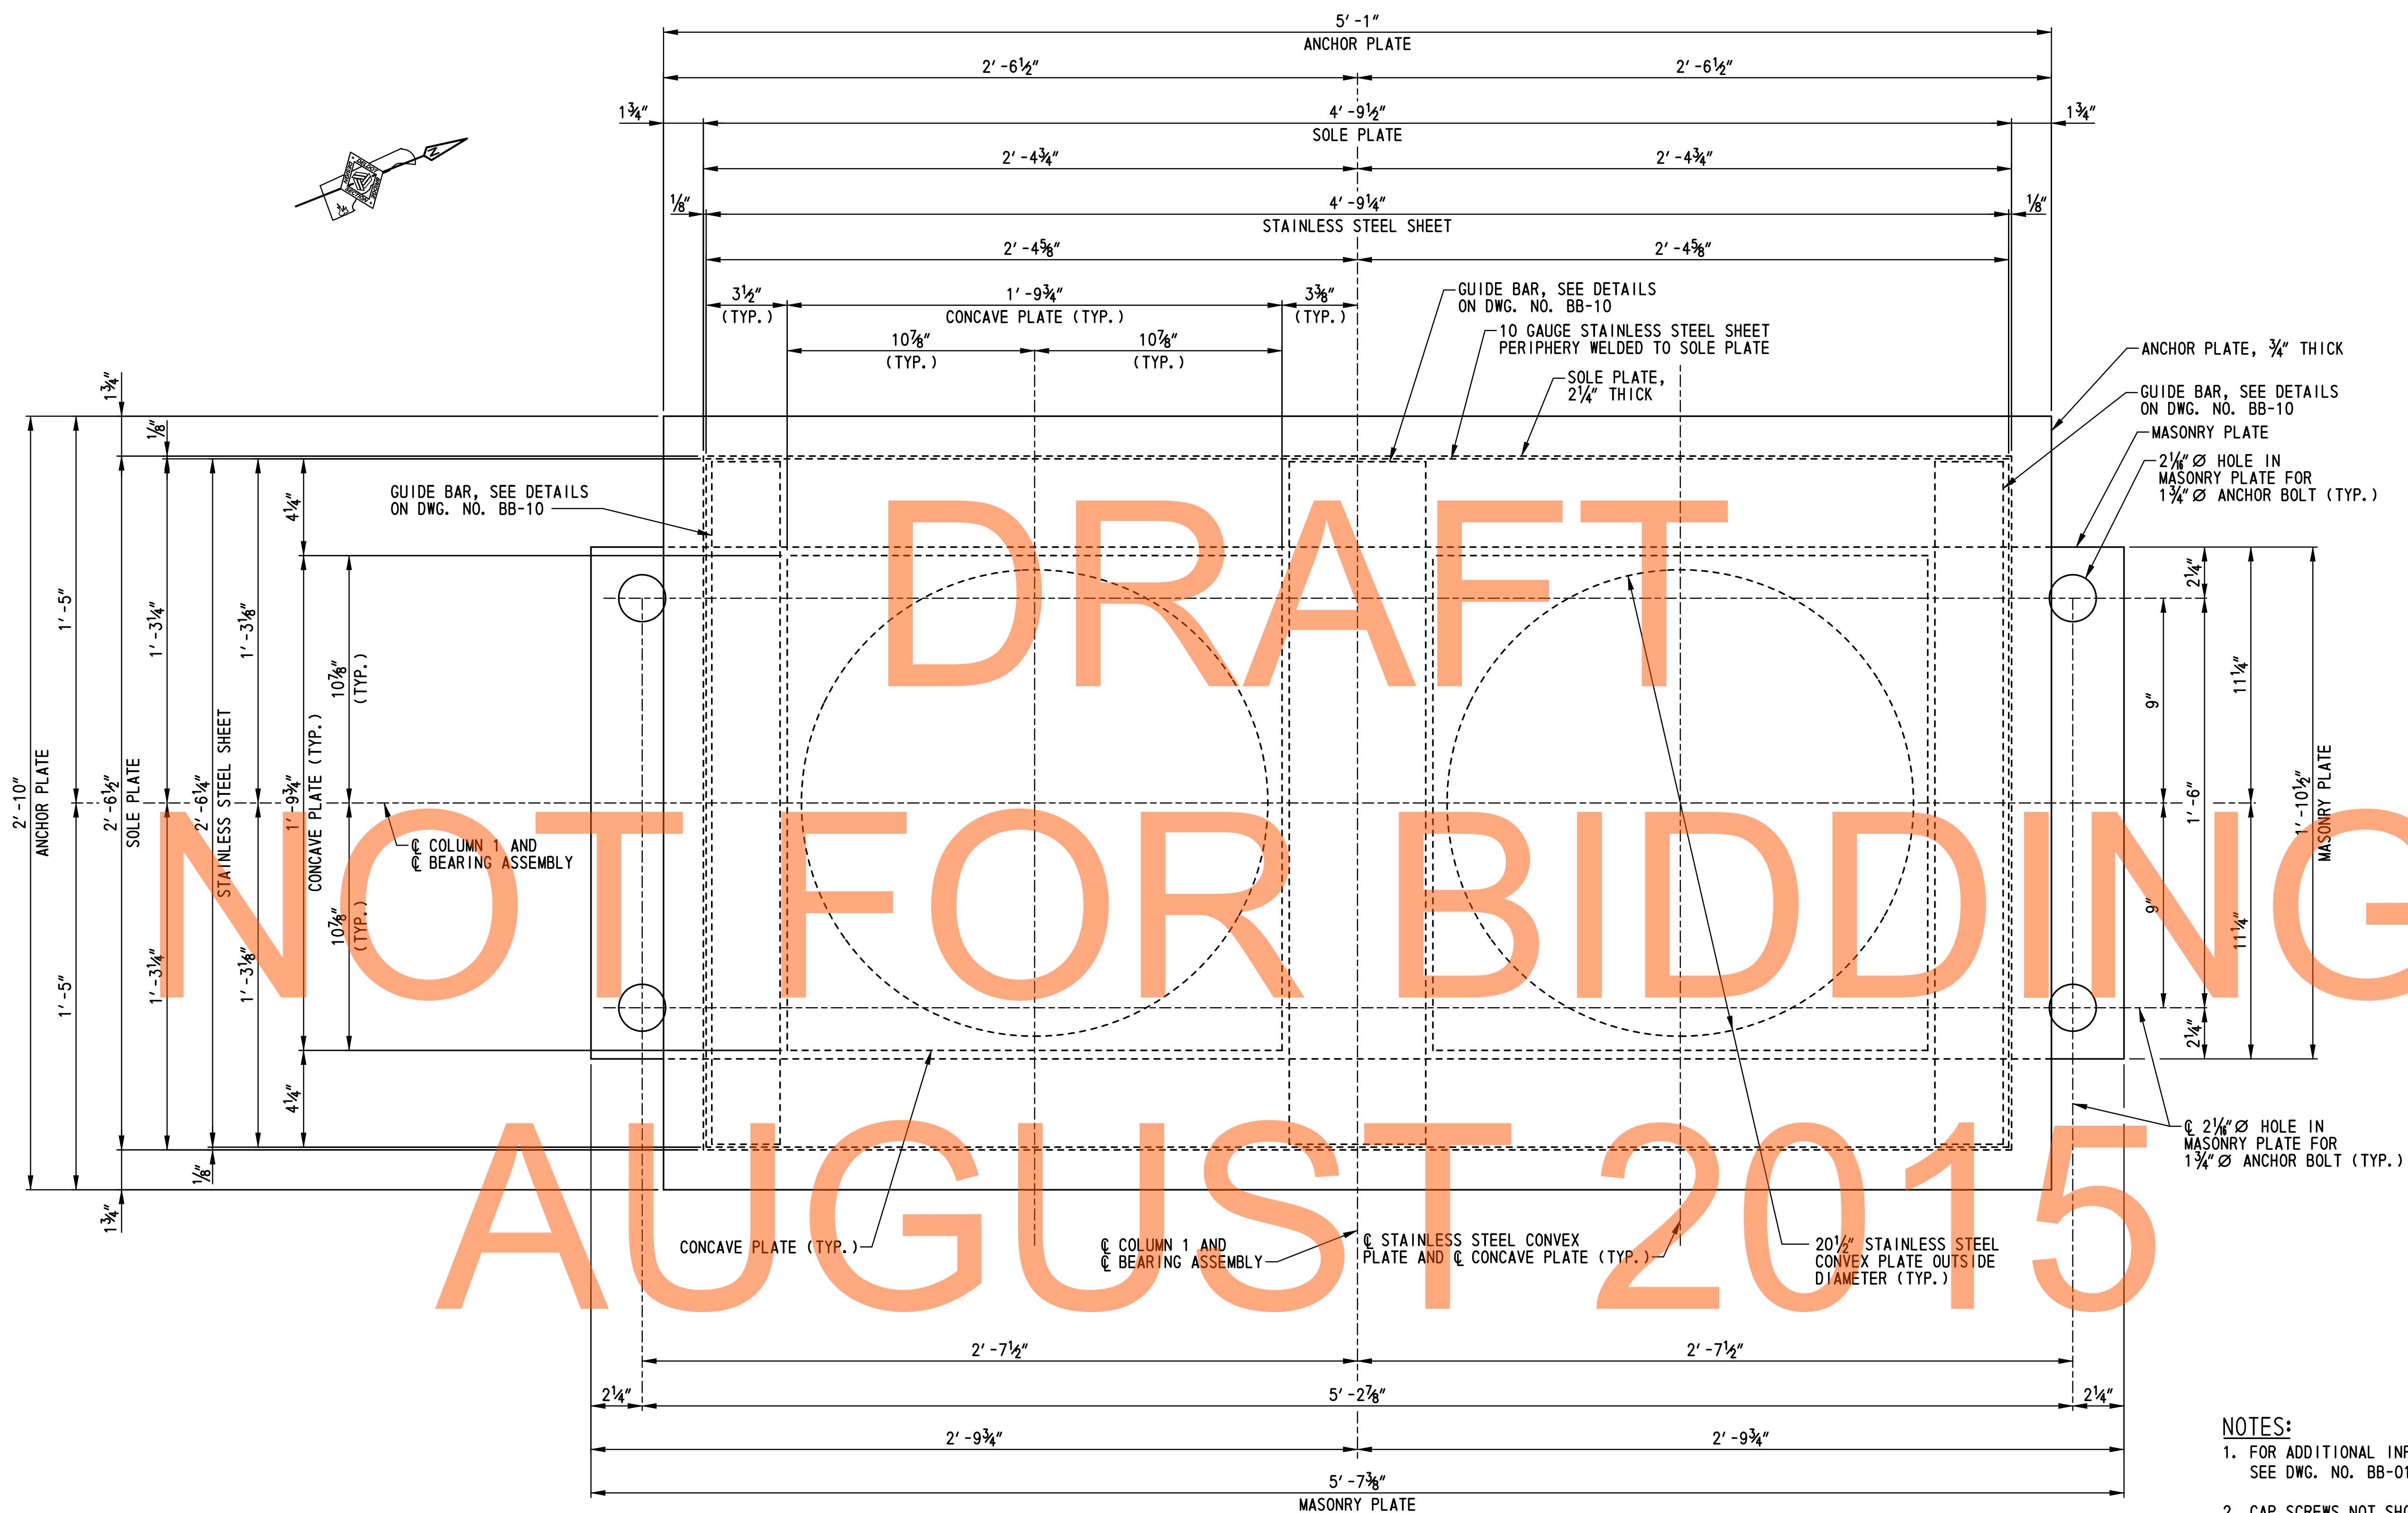 5'-1"
ANCHOR PLATE
2'-6½"
2'-6½"
1¾"
4'-9½"
1¾"
SOLE PLATE
2'-4¾"
2'-4¾"
⅛"
4'-9¼"
⅛"
STAINLESS STEEL SHEET
2'-4⅝"
2'-4⅝"
3½"
(TYP.)
1'-9¾"
CONCAVE PLATE (TYP.)
3⅜"
(TYP.)
10⅞"
(TYP.)
10⅞"
(TYP.)
N
GUIDE BAR, SEE DETAILS
ON DWG. NO. BB-10
10 GAUGE STAINLESS STEEL SHEET
PERIPHERY WELDED TO SOLE PLATE
SOLE PLATE,
2¼" THICK
ANCHOR PLATE, ¾" THICK
GUIDE BAR, SEE DETAILS
ON DWG. NO. BB-10
MASONRY PLATE
2⅟16" Ø HOLE IN
MASONRY PLATE FOR
1¾" Ø ANCHOR BOLT (TYP.)
GUIDE BAR, SEE DETAILS
ON DWG. NO. BB-10
2'-10"
ANCHOR PLATE
1'-5"
1'-5"
1¾"
2'-6½"
SOLE PLATE
1¾"
⅛"
1'-3¼"
1'-3¼"
2'-6¼"
STAINLESS STEEL SHEET
⅛"
1'-3⅛"
1'-3⅛"
4¼"
1'-9¾"
CONCAVE PLATE (TYP.)
4¼"
10⅞"
(TYP.)
10⅞"
(TYP.)
℄ COLUMN 1 AND
℄ BEARING ASSEMBLY
9"
9"
2¼"
1'-6"
2¼"
11¼"
11¼"
1'-10½"
MASONRY PLATE
DRAFT
NOT FOR BIDDING
AUGUST 2015
℄ 2⅟16" Ø HOLE IN
MASONRY PLATE FOR
1¾" Ø ANCHOR BOLT (TYP.)
CONCAVE PLATE (TYP.)
℄ COLUMN 1 AND
℄ BEARING ASSEMBLY
℄ STAINLESS STEEL CONVEX
PLATE AND ℄ CONCAVE PLATE (TYP.)
20½" STAINLESS STEEL
CONVEX PLATE OUTSIDE
DIAMETER (TYP.)
2'-7½"
2'-7½"
2¼"
5'-2⅞"
2¼"
2'-9¾"
2'-9¾"
5'-7⅜"
MASONRY PLATE
NOTES:
1. FOR ADDITIONAL
SEE DWG. NO. BB-01
2. CAP SCREWS NOT